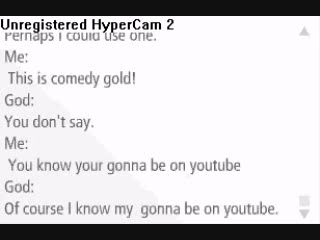 Unregistered HyperCam 2
Perhaps I could use one.
Me:
This is comedy gold!
God:
You don't say.
Me:
You know your gonna be on youtube
God:
Of course I know my gonna be on youtube.